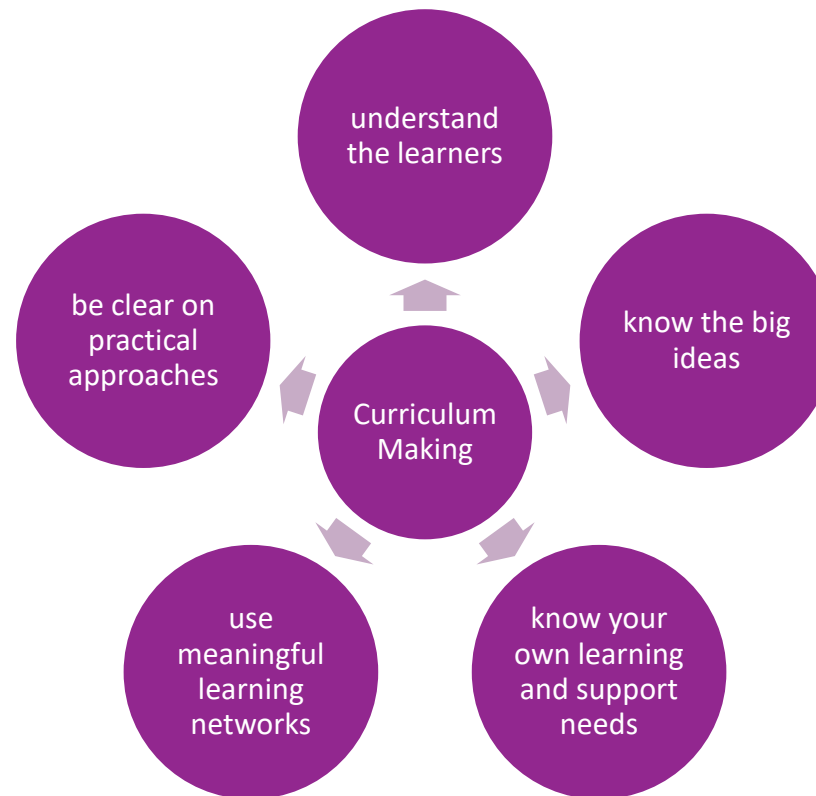 understand
the learners
know the big
ideas
know your
own learning
and support
needs
use
meaningful
learning
networks
be clear on
practical
approaches
Curriculum
Making